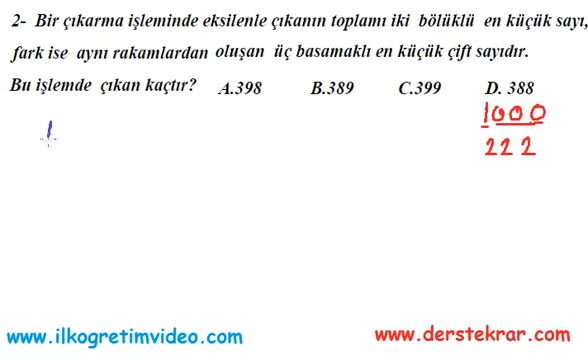 2- Bir çıkarma işleminde eksilenle çıkanın toplamı iki bölüklü en küçük sayı,
fark ise aynı rakamlardan oluşan üç basamaklı en küçük çift sayıdır.
Bu işlemde çıkan kaçtır? A.398 B.389 C.399 D. 388
1000
222
www.ilkogretimvideo.com www.derstekrar.com